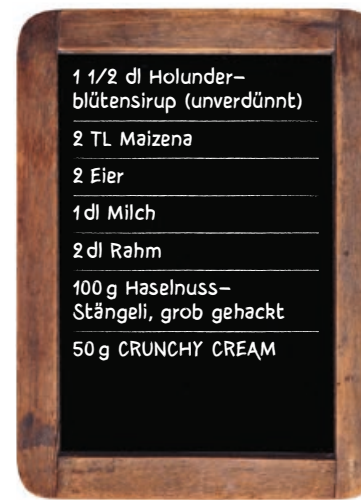 1 1/2 dl Holunder–
blütensirup (unverdünnt)
2 TL Maizena
2 Eier
1 dl Milch
2 dl Rahm
100 g Haselnuss–
Stängeli, grob gehackt
50 g CRUNCHY CREAM